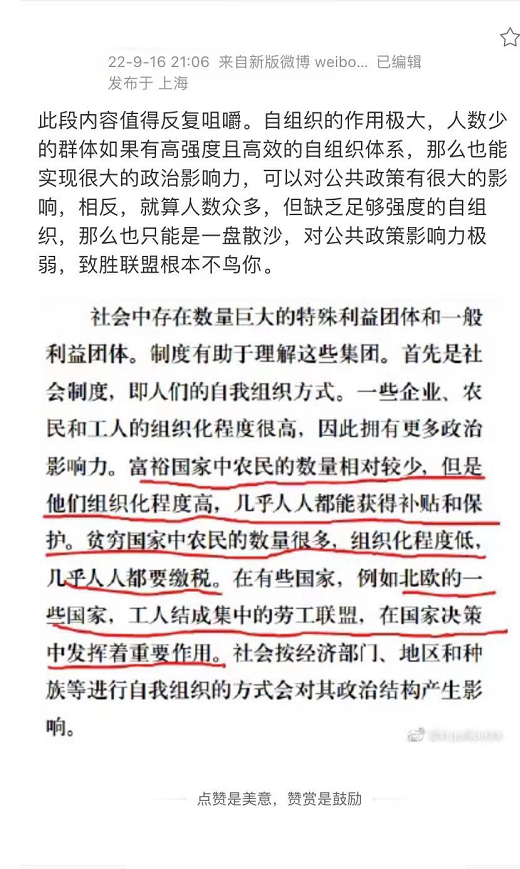 22-9-16 21:06 来自新版微博 weibo... 已编辑
发布于 上海
此段内容值得反复咀嚼。自组织的作用极大，人数少
的群体如果有高强度且高效的自组织体系，那么也能
实现很大的政治影响力，可以对公共政策有很大的影
响，相反，就算人数众多，但缺乏足够强度的自组
织，那么也只能是一盘散沙，对公共政策影响力极
弱，致胜联盟根本不鸟你。
社会中存在数量巨大的特殊利益团体和一般
利益团体。制度有助于理解这些集团。首先是社
会制度，即人们的自我组织方式。一些企业、农
民和工人的组织化程度很高，因此拥有更多政治
影响力。富裕国家中农民的数量相对较少，但是
他们组织化程度高，几乎人人都能获得补贴和保
护。贫穷国家中农民的数量很多，组织化程度低，
几乎人人都要缴税。在有些国家，例如北欧的一
些国家，工人结成集中的劳工联盟，在国家决策
中发挥着重要作用。社会按经济部门、地区和种
族等进行自我组织的方式会对其政治结构产生影
响。
点赞是美意，赞赏是鼓励